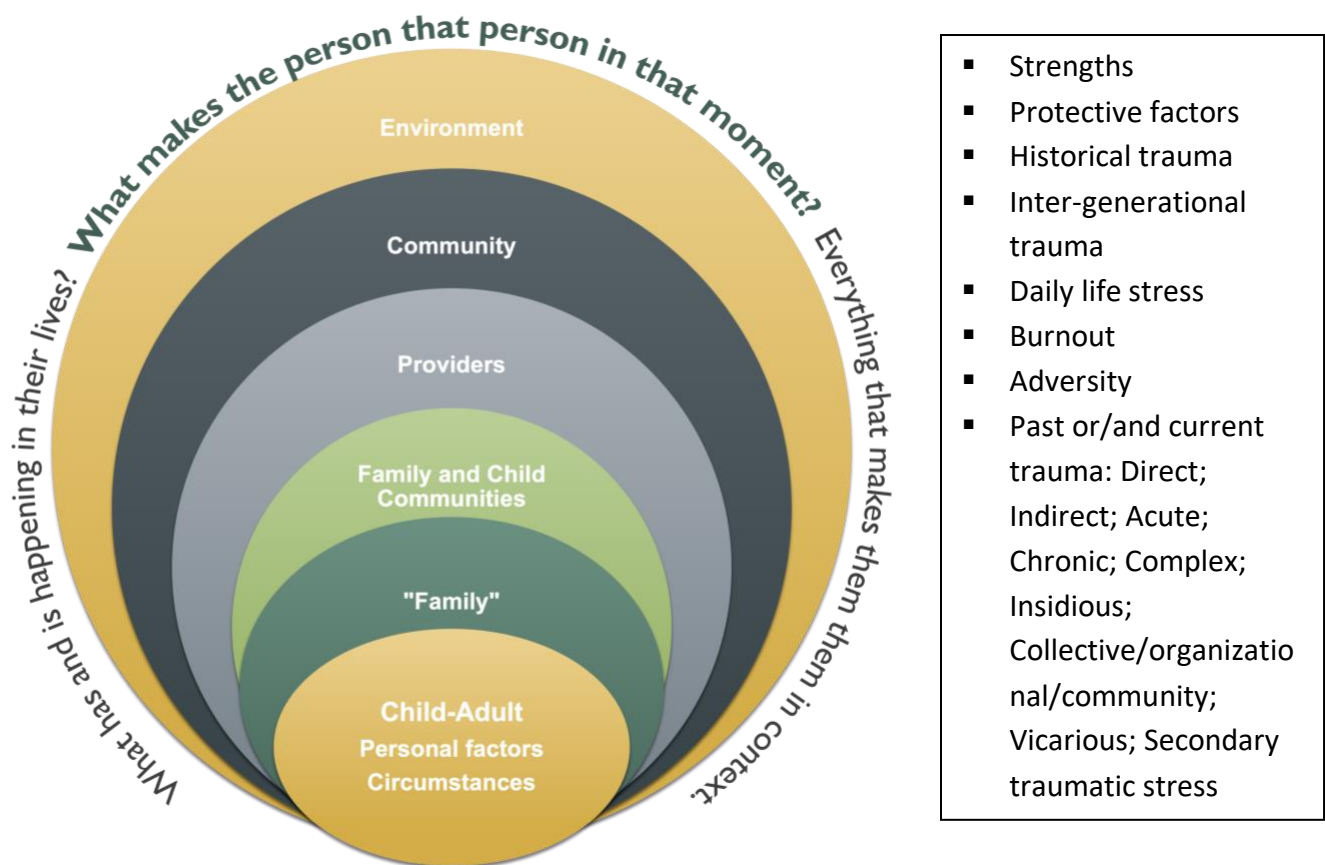 What has and is happening in their lives? What makes the person that person in that moment? Everything that makes them in context.
Environment
Community
Providers
Family and Child
Communities
"Family"
Child-Adult
Personal factors
Circumstances
▪ Strengths
▪ Protective factors
▪ Historical trauma
▪ Inter-generational
trauma
▪ Daily life stress
▪ Burnout
▪ Adversity
▪ Past or/and current
trauma: Direct;
Indirect; Acute;
Chronic; Complex;
Insidious;
Collective/organizatio
nal/community;
Vicarious; Secondary
traumatic stress